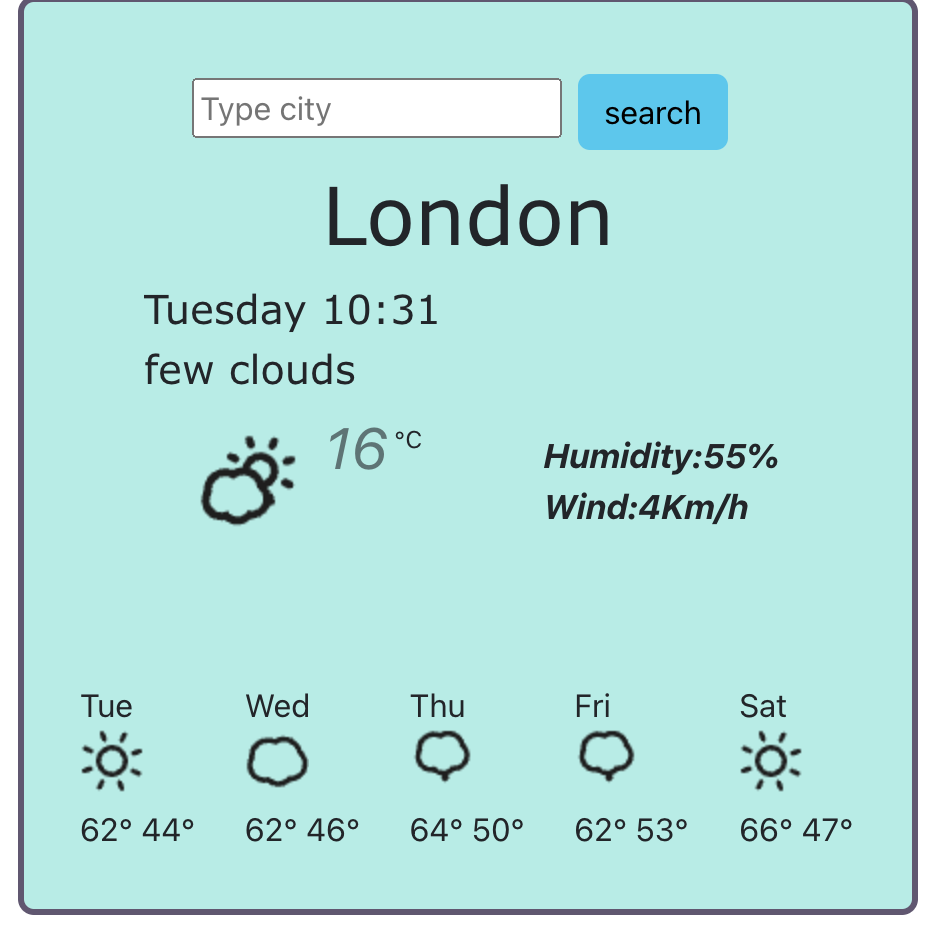 Type city search
London
Tuesday 10:31
few clouds
16 °C
Humidity:55%
Wind:4Km/h
Tue Wed Thu Fri Sat
62° 44° 62° 46° 64° 50° 62° 53° 66° 47°